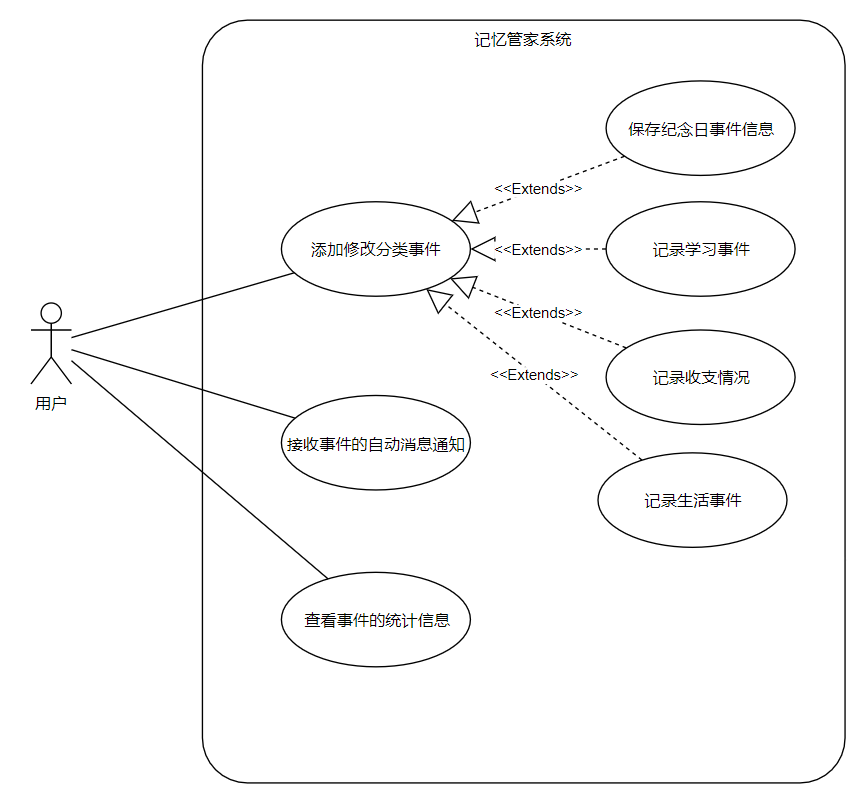 记忆管家系统
保存纪念日事件信息
<<Extends>>
添加修改分类事件
<<Extends>>
记录学习事件
<<Extends>>
记录收支情况
<<Extends>>
用户
接收事件的自动消息通知
记录生活事件
查看事件的统计信息